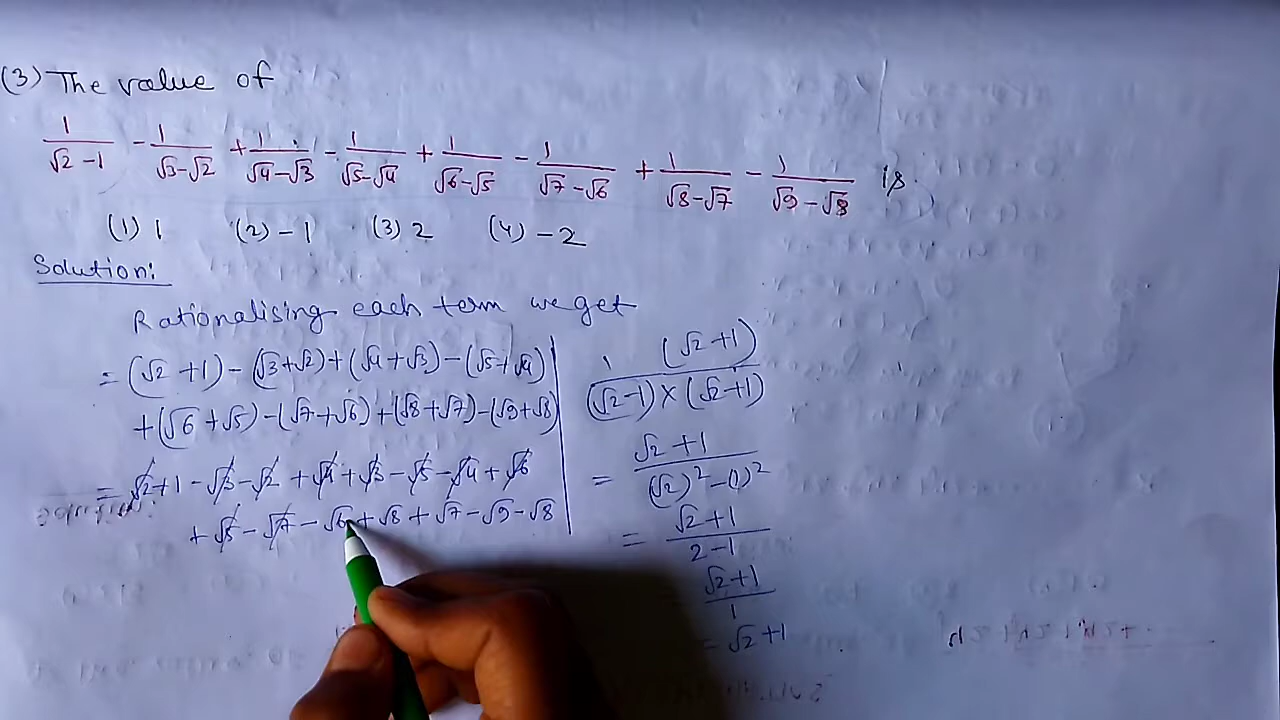 (3) The value of
1/(√2 - 1) - 1/(√3 - √2) + 1/(√4 - √3) - 1/(√5 - √4) + 1/(√6 - √5) - 1/(√7 - √6) + 1/(√8 - √7) - 1/(√9 - √8) is
(1) 1 (2) - 1 (3) 2 (4) - 2
Solution:
Rationalising each term we get
= (√2 + 1) - (√3 + √2) + (√4 + √3) - (√5 + √4)
+ (√6 + √5) - (√7 + √6) + (√8 + √7) - (√9 + √8)
= √2 + 1 - √3 - √2 + √4 + √3 - √5 - √4 + √6
+ √5 - √7 - √6 + √8 + √7 - √9 - √8
1 (√2 + 1) / (√2 - 1) × (√2 + 1)
= (√2 + 1) / ((√2)² - (1)²)
= (√2 + 1) / (2 - 1)
(√2 + 1) / 1
= √2 + 1